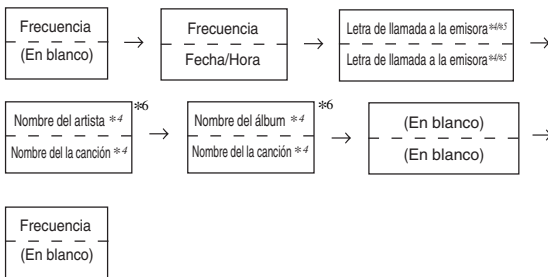 Frecuencia
(En blanco)
Frecuencia
Fecha/Hora
Letra de llamada a la emisora*4/*5
Letra de llamada a la emisora*4/*5
Nombre del artista *4
Nombre del la canción *4
*6
Nombre del álbum *4
Nombre del la canción *4
*6
(En blanco)
(En blanco)
Frecuencia
(En blanco)